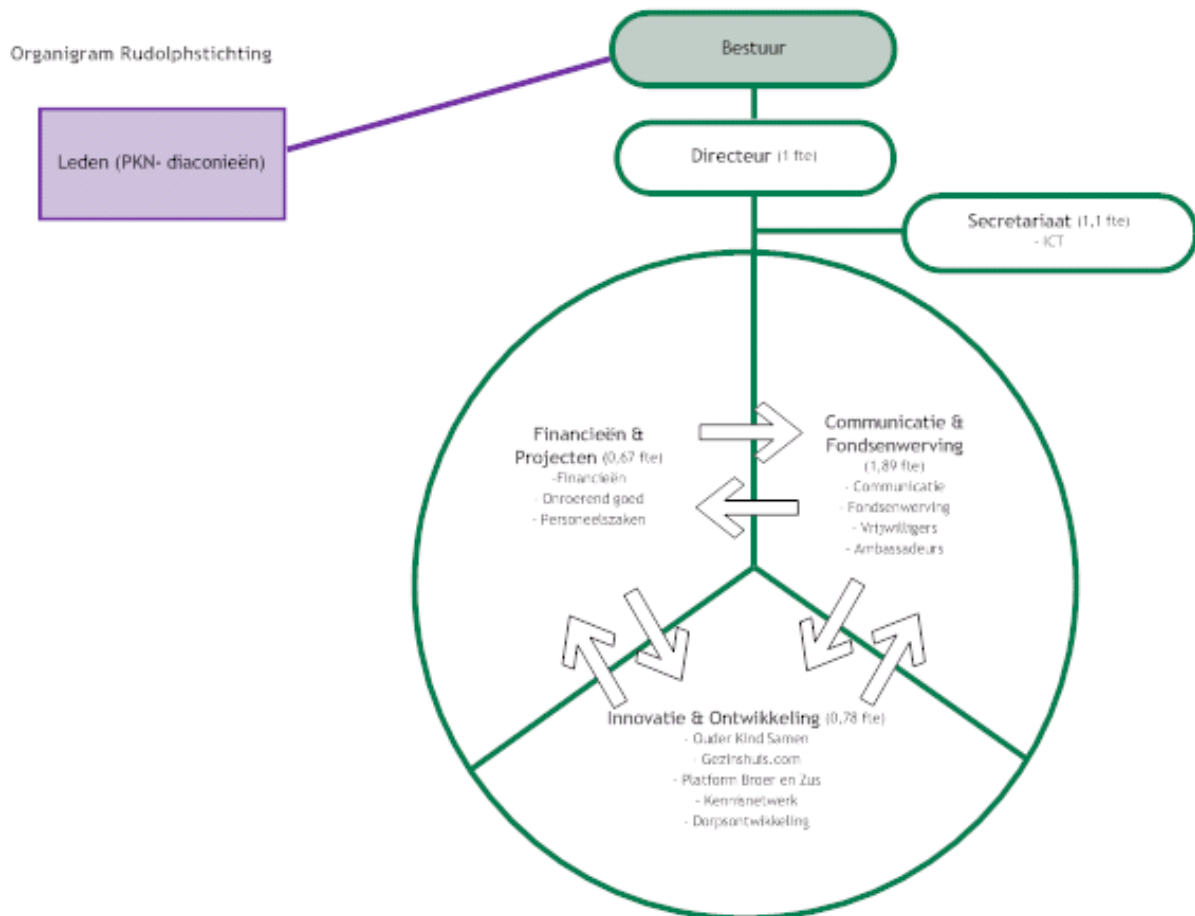 Organigram Rudolphstichting
Bestuur
Leden (PKN- diaconieën)
Directeur (1 fte)
Secretariaat (1,1 fte)
- ICT
Financieën &
Projecten (0,67 fte)
-Financieën
- Onroerend goed
- Personeelszaken
Communicatie &
Fondsenwerving
(1,89 fte)
- Communicatie
- Fondsenwerving
- Vrijwilligers
- Ambassadeurs
Innovatie & Ontwikkeling (0,78 fte)
- Ouder Kind Samen
- Gezinshuis.com
- Platform Broer en Zus
- Kennisnetwerk
- Dorpsontwikkeling